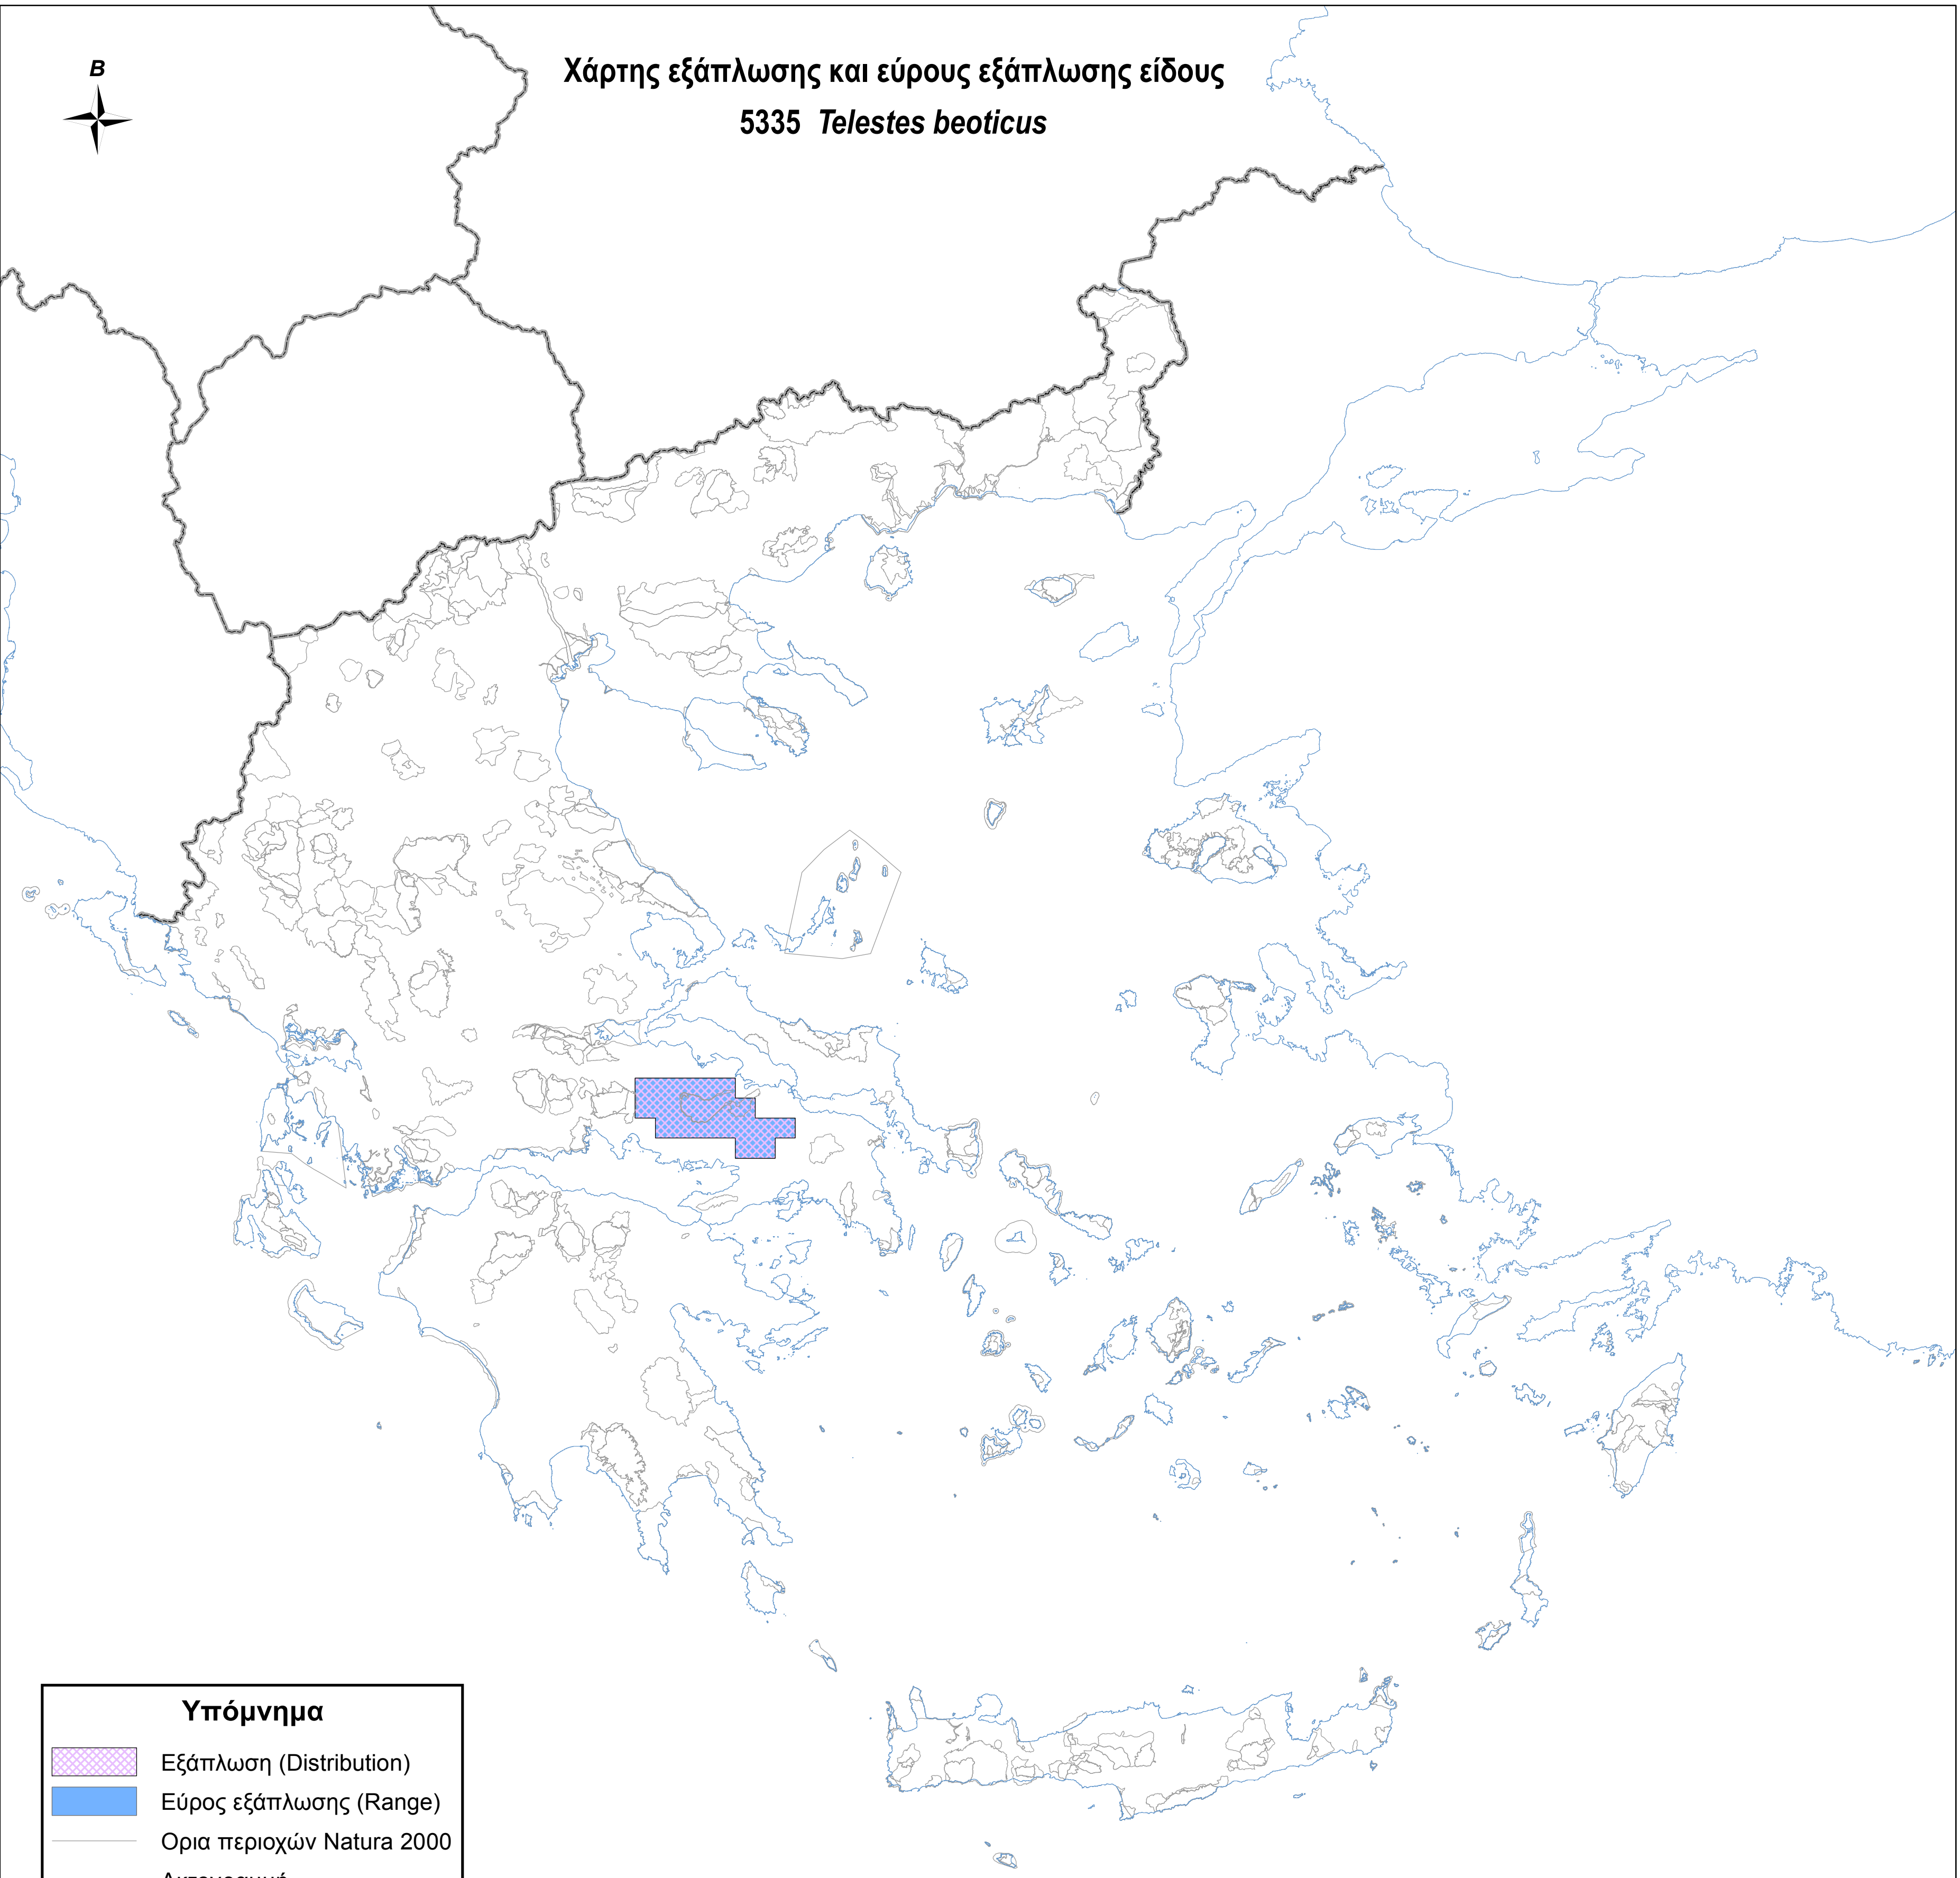 B
Χάρτης εξάπλωσης και εύρους εξάπλωσης είδους
5335 Telestes beoticus
Υπόμνημα
Εξάπλωση (Distribution)
Εύρος εξάπλωσης (Range)
Ορια περιοχών Natura 2000